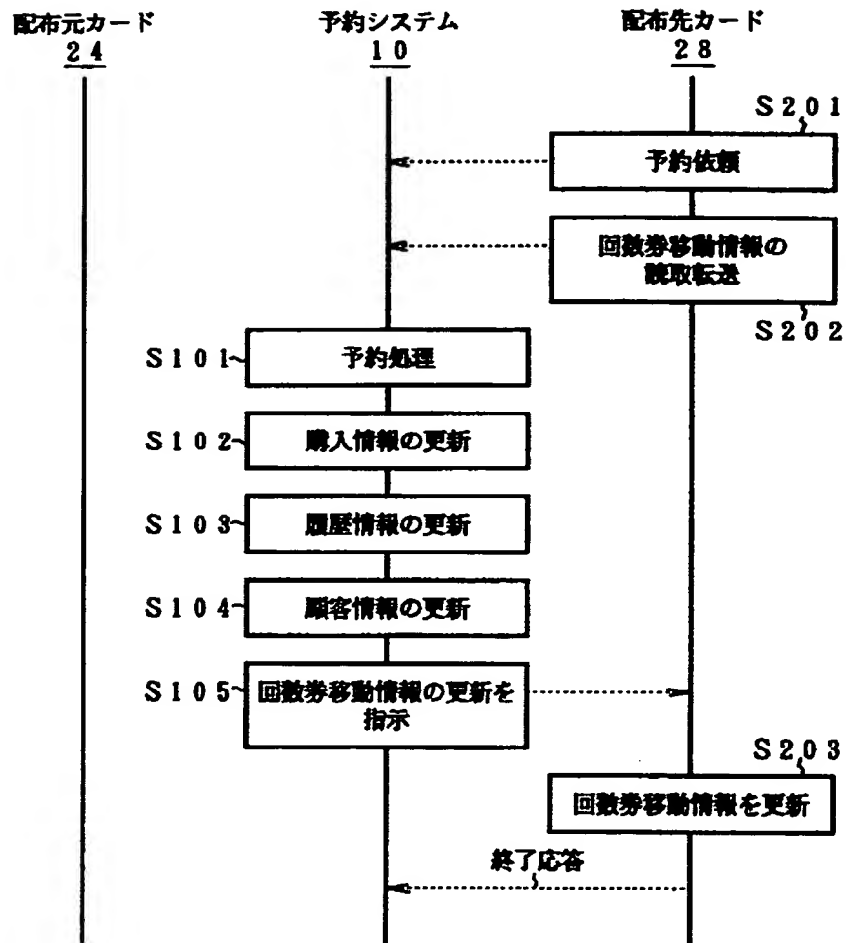 配布元カード
24
予約システム
10
配布先カード
28
S201
予約依頼
回数券移動情報の
読取転送
S202
S101
予約処理
S102
購入情報の更新
S103
履歴情報の更新
S104
顧客情報の更新
S105
回数券移動情報の更新を
指示
S203
回数券移動情報を更新
終了応答